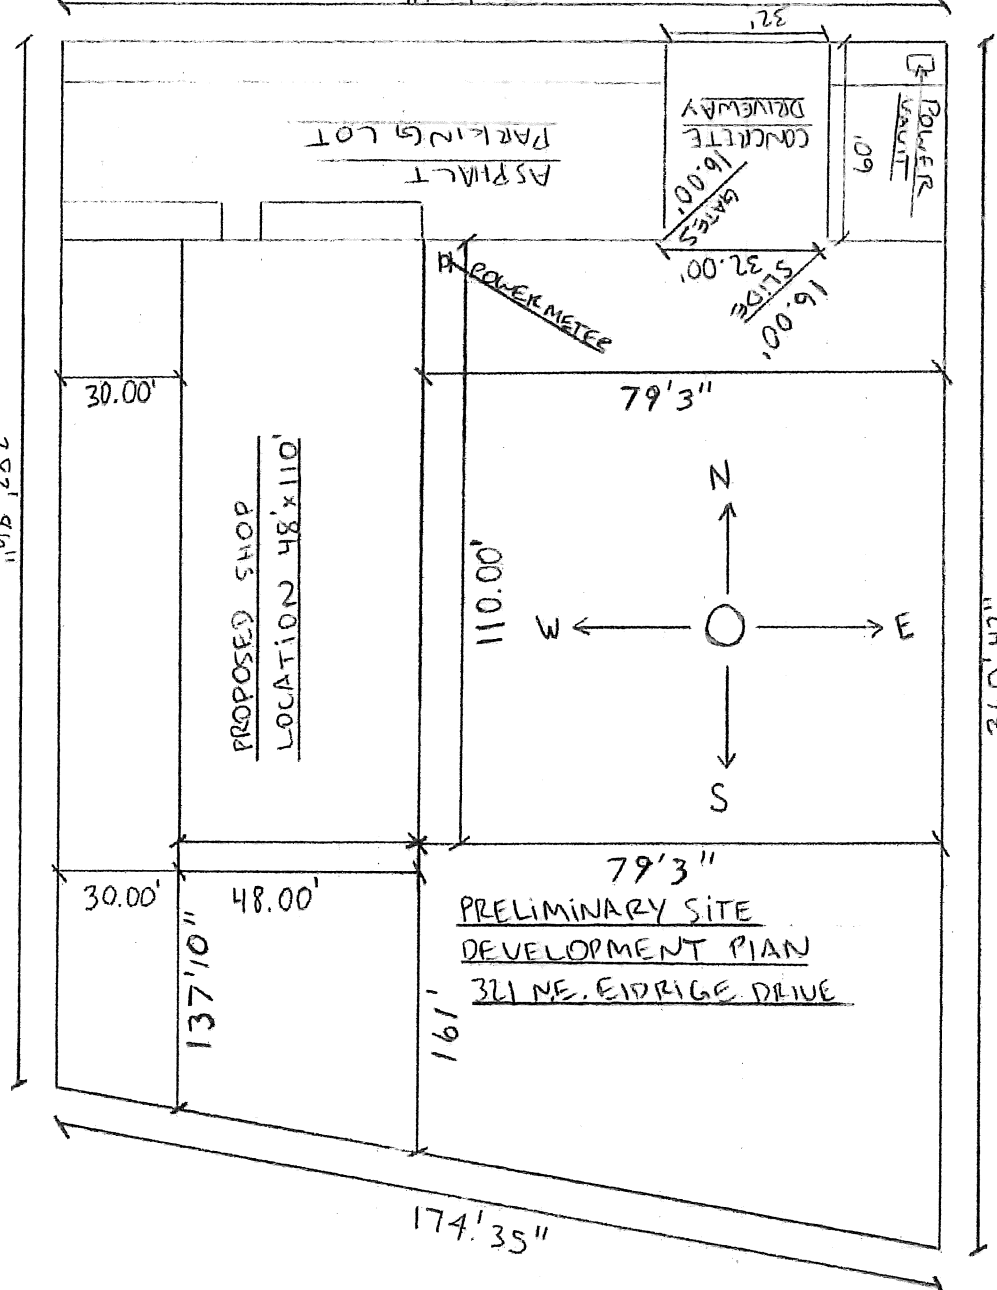 32'
CONCRETE
DRIVEWAY
ASPHALT
PARKING LOT
60'
POWER
VAULT
16.00'
GATES
32.00'
SLIDE
16.00'
POWER METER
30.00'
79'3"
PROPOSED SHOP
LOCATION 48'x110'
110.00'
N
W
E
S
30.00'
48.00'
79'3"
137'10"
161'
PRELIMINARY SITE
DEVELOPMENT PLAN
321 N.E. EIDRIGE DRIVE
174.'35"